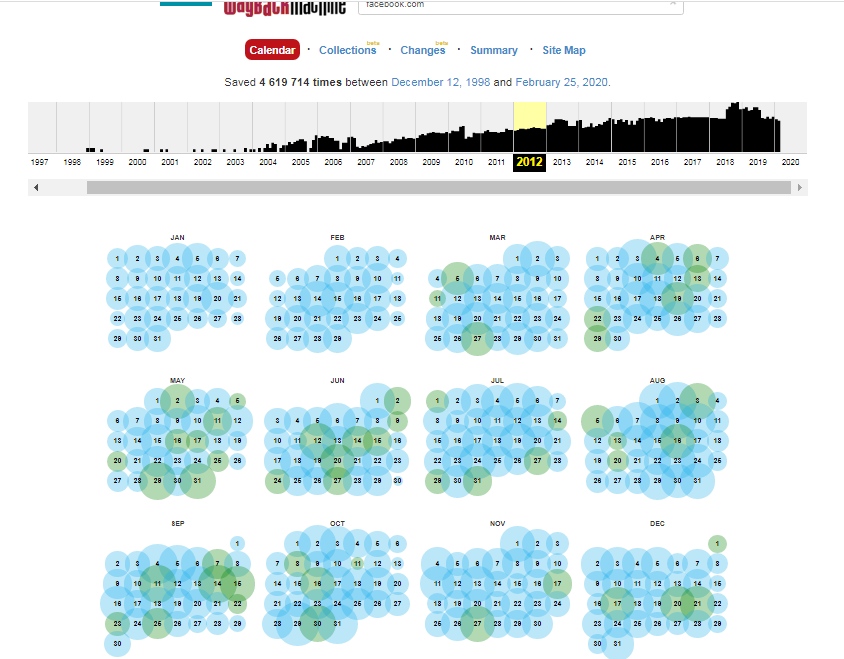 WayBackMachine
facebook.com
Calendar · Collections beta · Changes beta · Summary · Site Map
Saved 4 619 714 times between December 12, 1998 and February 25, 2020.
1997 1998 1999 2000 2001 2002 2003 2004 2005 2006 2007 2008 2009 2010 2011 2012 2013 2014 2015 2016 2017 2018 2019 2020
JAN FEB MAR APR
1 2 3 4 5 6 7 1 2 3 4 1 2 3 1 2 3 4 5 6 7
8 9 10 11 12 13 14 5 6 7 8 9 10 11 4 5 6 7 8 9 10 8 9 10 11 12 13 14
15 16 17 18 19 20 21 12 13 14 15 16 17 18 11 12 13 14 15 16 17 15 16 17 18 19 20 21
22 23 24 25 26 27 28 19 20 21 22 23 24 25 18 19 20 21 22 23 24 22 23 24 25 26 27 28
29 30 31 26 27 28 29 25 26 27 28 29 30 31 29 30
MAY JUN JUL AUG
1 2 3 4 5 1 2 1 2 3 4 5 6 7 1 2 3 4
6 7 8 9 10 11 12 3 4 5 6 7 8 9 8 9 10 11 12 13 14 5 6 7 8 9 10 11
13 14 15 16 17 18 19 10 11 12 13 14 15 16 15 16 17 18 19 20 21 12 13 14 15 16 17 18
20 21 22 23 24 25 26 17 18 19 20 21 22 23 22 23 24 25 26 27 28 19 20 21 22 23 24 25
27 28 29 30 31 24 25 26 27 28 29 30 29 30 31 26 27 28 29 30 31
SEP OCT NOV DEC
1 1 2 3 4 5 6 1 2 3 1
2 3 4 5 6 7 8 7 8 9 10 11 12 13 4 5 6 7 8 9 10 2 3 4 5 6 7 8
9 10 11 12 13 14 15 14 15 16 17 18 19 20 11 12 13 14 15 16 17 9 10 11 12 13 14 15
16 17 18 19 20 21 22 21 22 23 24 25 26 27 18 19 20 21 22 23 24 16 17 18 19 20 21 22
23 24 25 26 27 28 29 28 29 30 31 25 26 27 28 29 30 23 24 25 26 27 28 29
30 30 31